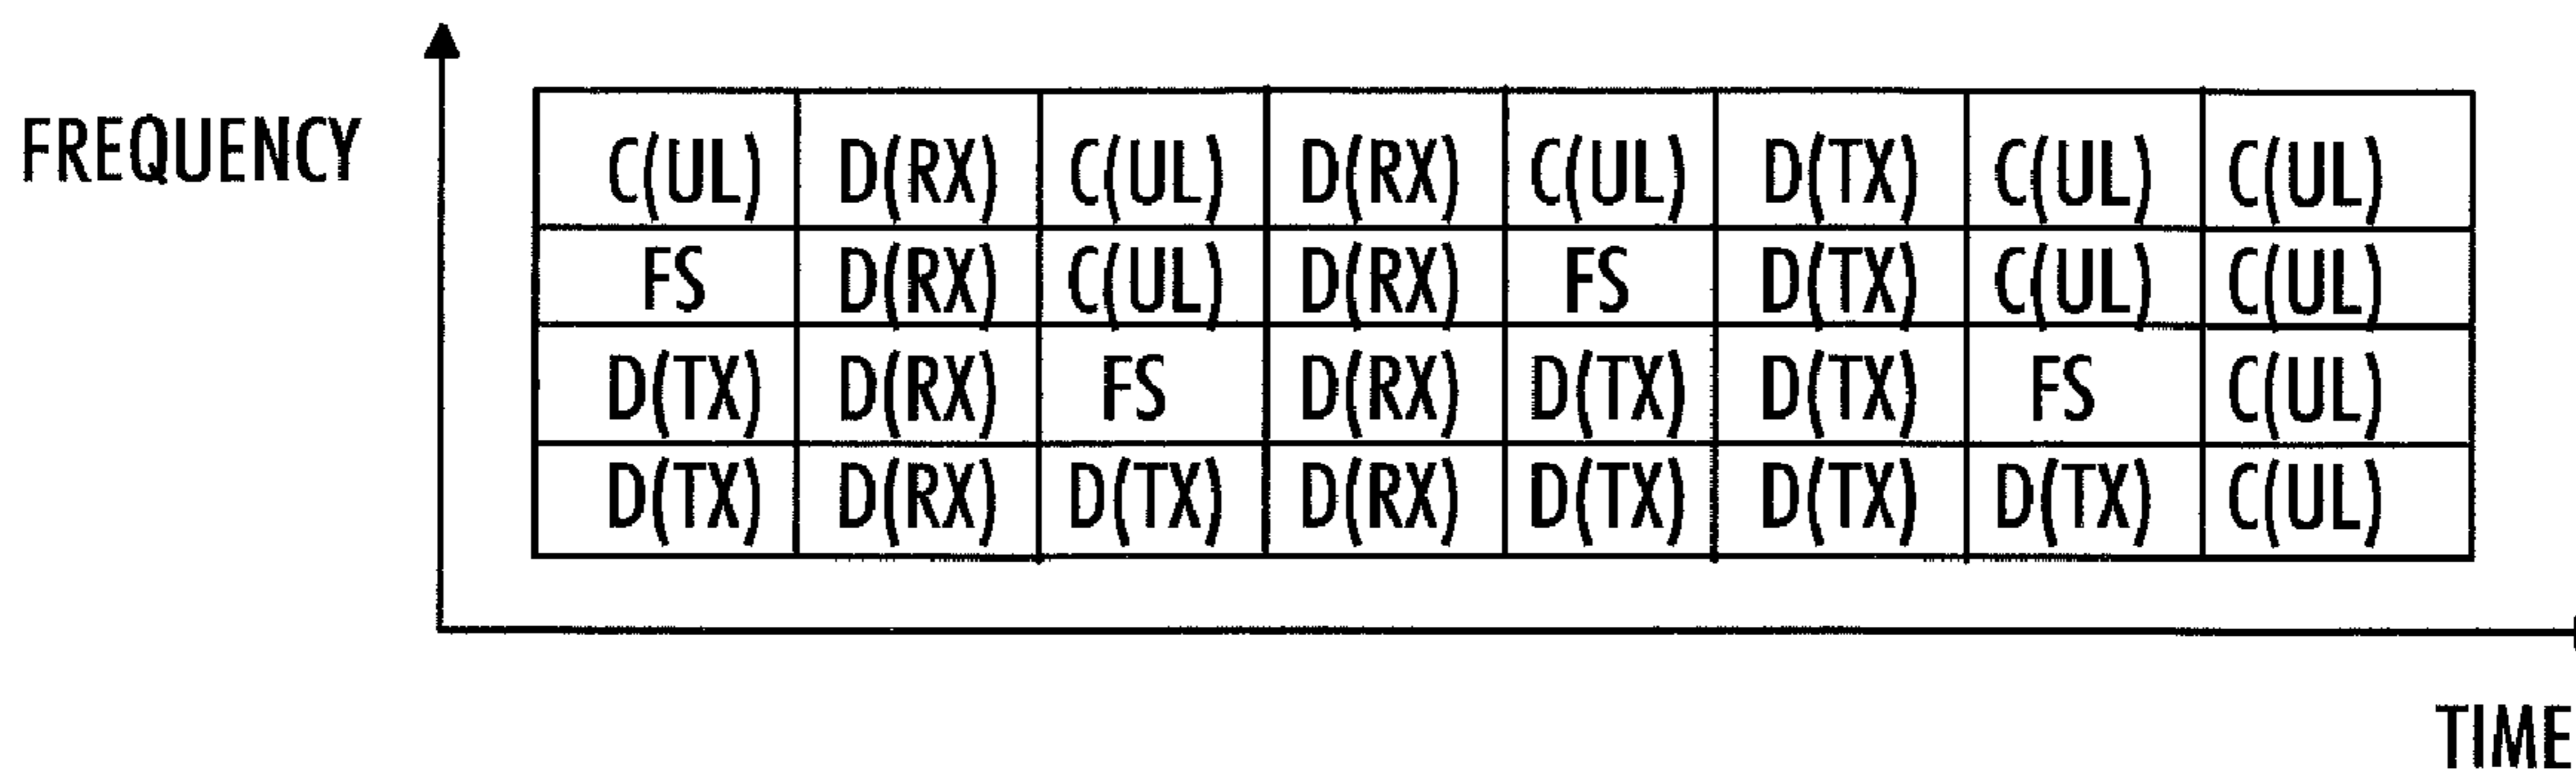 FREQUENCY
C(UL) D(RX) C(UL) D(RX) C(UL) D(TX) C(UL) C(UL)
FS D(RX) C(UL) D(RX) FS D(TX) C(UL) C(UL)
D(TX) D(RX) FS D(RX) D(TX) D(TX) FS C(UL)
D(TX) D(RX) D(TX) D(RX) D(TX) D(TX) D(TX) C(UL)
TIME